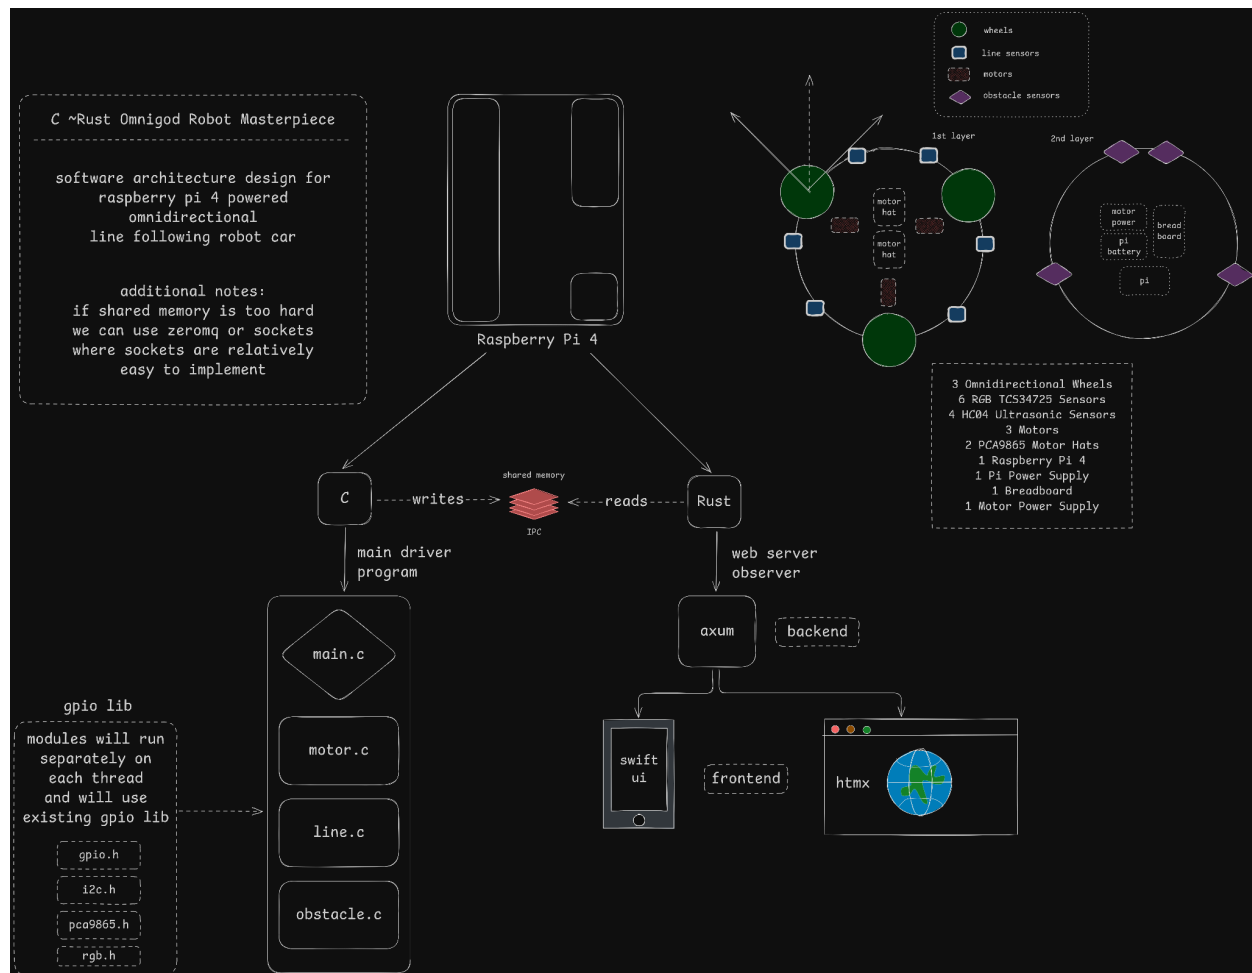 C ~Rust Omnigod Robot Masterpiece
software architecture design for
raspberry pi 4 powered
omnidirectional
line following robot car
additional notes:
if shared memory is too hard
we can use zeromq or sockets
where sockets are relatively
easy to implement
Raspberry Pi 4
wheels
line sensors
motors
obstacle sensors
1st layer
motor
hat
motor
hat
2nd layer
motor
power
pi
battery
bread
board
pi
3 Omnidirectional Wheels
6 RGB TCS34725 Sensors
4 HC04 Ultrasonic Sensors
3 Motors
2 PCA9865 Motor Hats
1 Raspberry Pi 4
1 Pi Power Supply
1 Breadboard
1 Motor Power Supply
C
writes
shared memory
IPC
reads
Rust
main driver
program
web server
observer
main.c
motor.c
line.c
obstacle.c
gpio lib
modules will run
separately on
each thread
and will use
existing gpio lib
gpio.h
i2c.h
pca9865.h
rgb.h
axum
backend
swift
ui
frontend
htmx